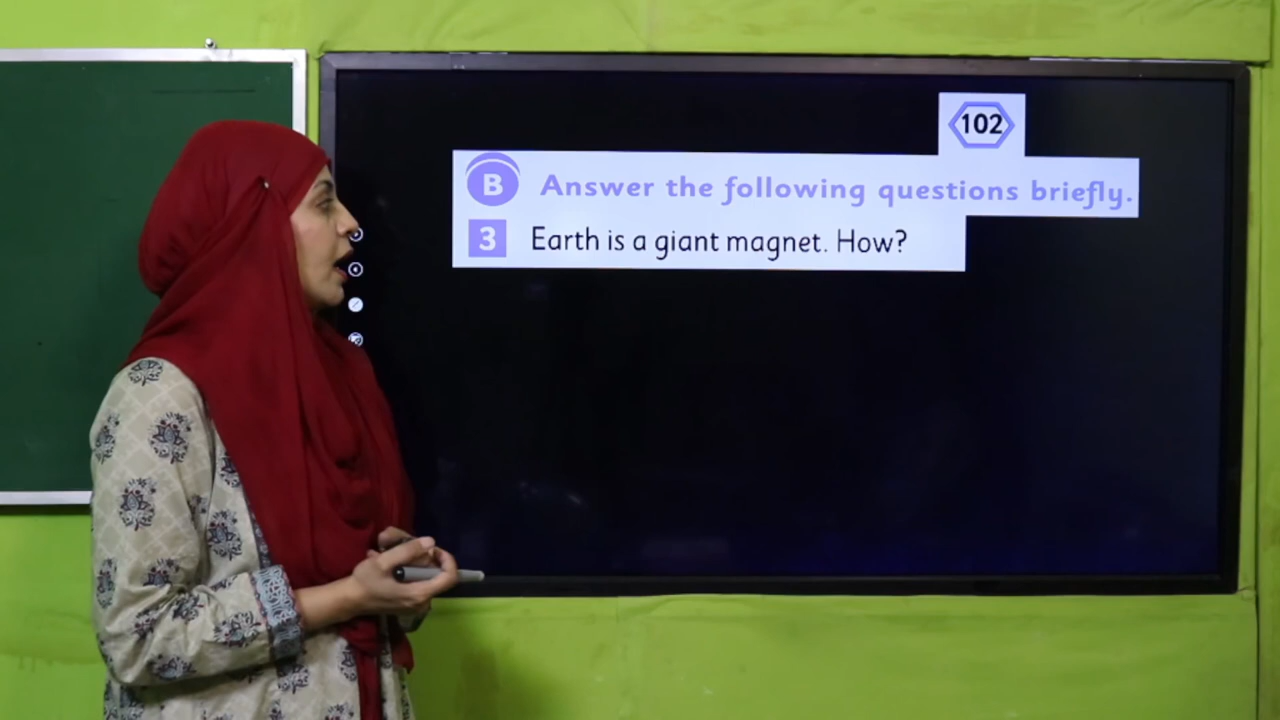 102
B Answer the following questions briefly.
3 Earth is a giant magnet. How?